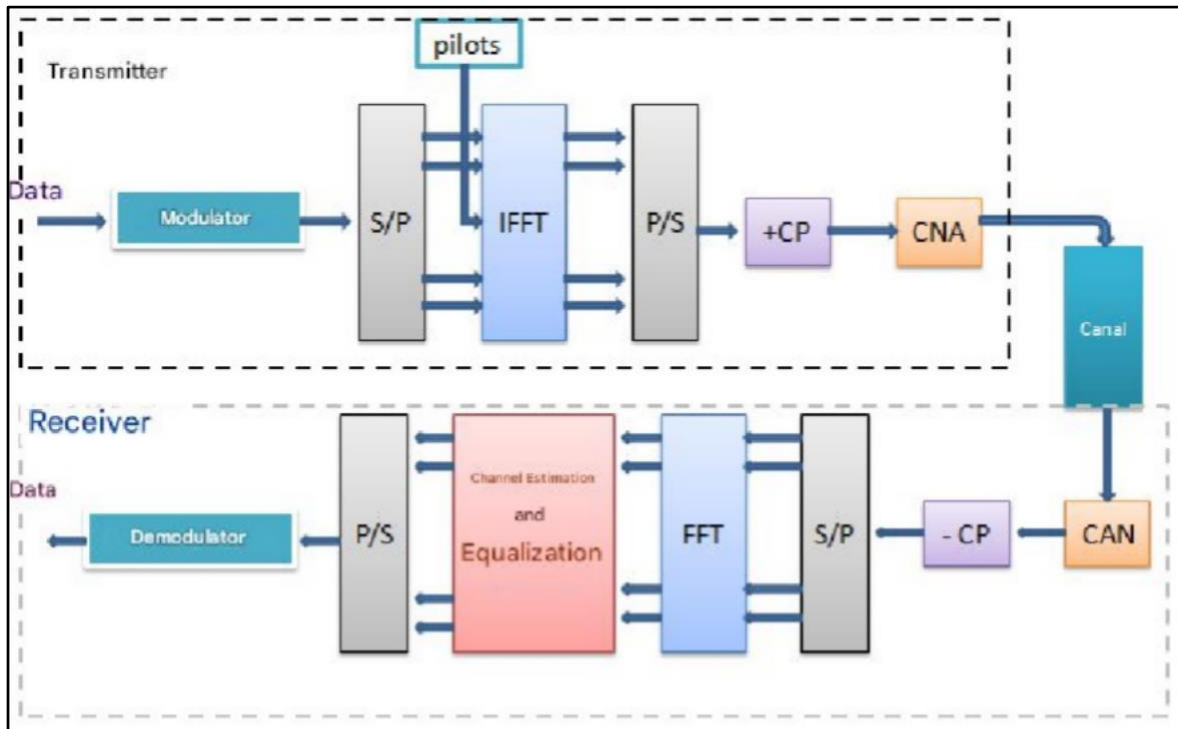 pilots
Transmitter
Data
Modulator
S/P
IFFT
P/S
+CP
CNA
Canal
Receiver
Data
Demodulator
P/S
Channel Estimation
and
Equalization
FFT
S/P
- CP
CAN